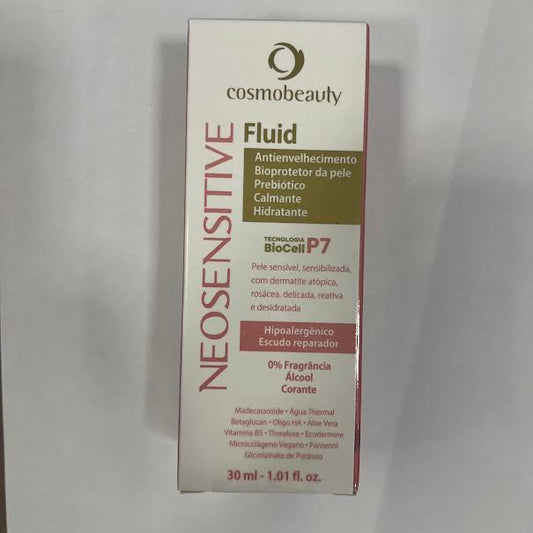 cosmobeauty
NEOSENSITIVE
Fluid
Antienvelhecimento
Bioprotetor da pele
Prebiótico
Calmante
Hidratante
TECNOLOGIA
BioCell P7
Pele sensível, sensibilizada,
com dermatite atópica,
rosácea, delicada, reativa
e desidratada
Hipoalergênico
Escudo reparador
0% Fragrância
Álcool
Corante
Madecassoside • Água Thermal
Betaglucan • Oligo HA • Aloe Vera
Vitamina B5 • Threalose • Ecodermine
Microcolágeno Vegano • Pantenol
Glicirizinato de Potássio
30 ml - 1.01 fl. oz.